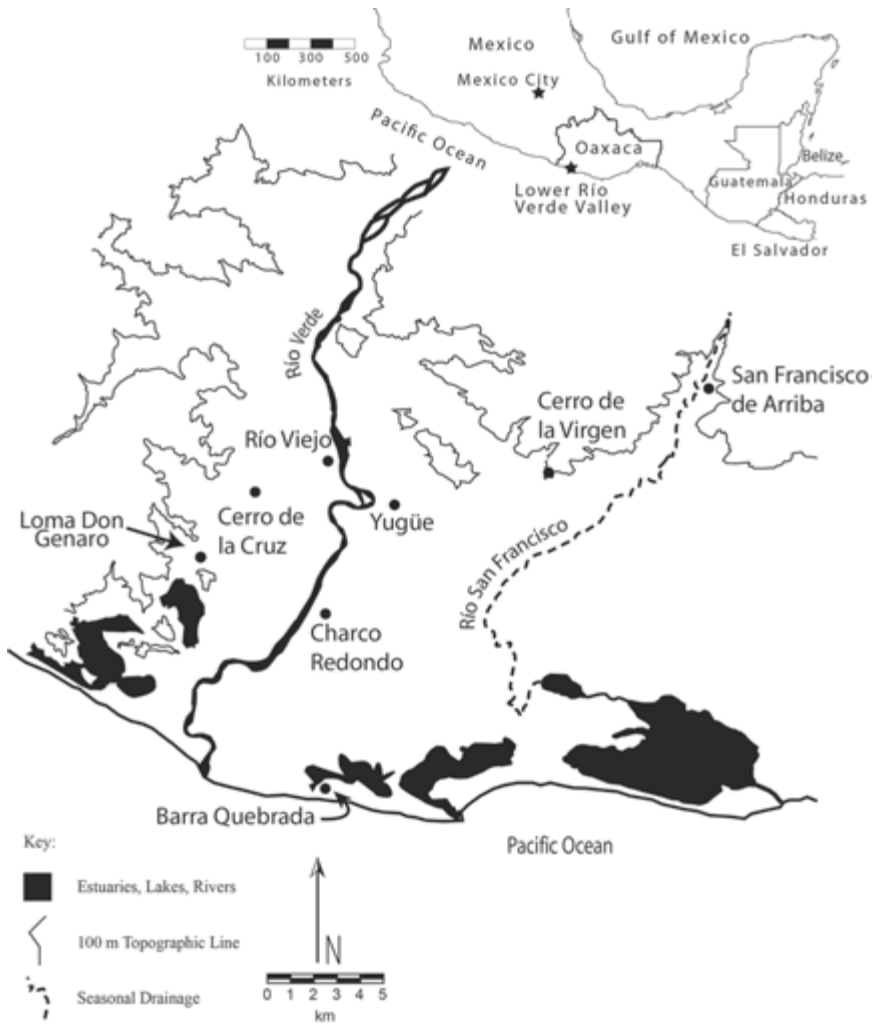 Mexico
Gulf of Mexico
100 300 500
Kilometers
Mexico City
Pacific Ocean
Oaxaca
Belize
Guatemala
Honduras
Lower Río
Verde Valley
El Salvador
Río Verde
San Francisco
de Arriba
Cerro de
la Virgen
Río Viejo
Loma Don
Genaro
Cerro de
la Cruz
Yugüe
Río San Francisco
Charco
Redondo
Barra Quebrada
Pacific Ocean
Key:
Estuaries, Lakes, Rivers
100 m Topographic Line
Seasonal Drainage
N
0 1 2 3 4 5
km